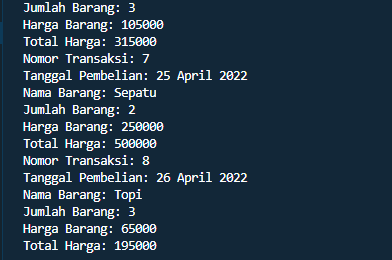 Jumlah Barang: 3
Harga Barang: 105000
Total Harga: 315000
Nomor Transaksi: 7
Tanggal Pembelian: 25 April 2022
Nama Barang: Sepatu
Jumlah Barang: 2
Harga Barang: 250000
Total Harga: 500000
Nomor Transaksi: 8
Tanggal Pembelian: 26 April 2022
Nama Barang: Topi
Jumlah Barang: 3
Harga Barang: 65000
Total Harga: 195000